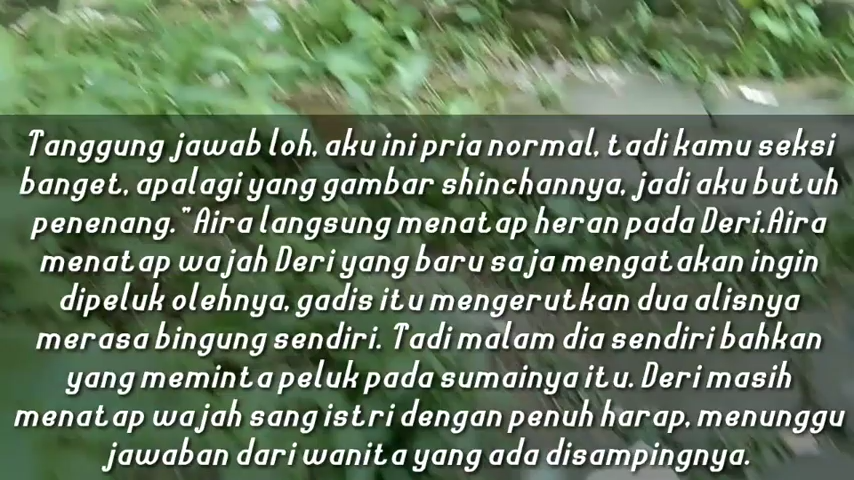 Tanggung jawab loh, aku ini pria normal, tadi kamu seksi
banget, apalagi yang gambar shinchannya, jadi aku butuh
penenang." Aira langsung menatap heran pada Deri.Aira
menatap wajah Deri yang baru saja mengatakan ingin
dipeluk olehnya, gadis itu mengerutkan dua alisnya
merasa bingung sendiri. Tadi malam dia sendiri bahkan
yang meminta peluk pada sumainya itu. Deri masih
menatap wajah sang istri dengan penuh harap, menunggu
jawaban dari wanita yang ada disampingnya.